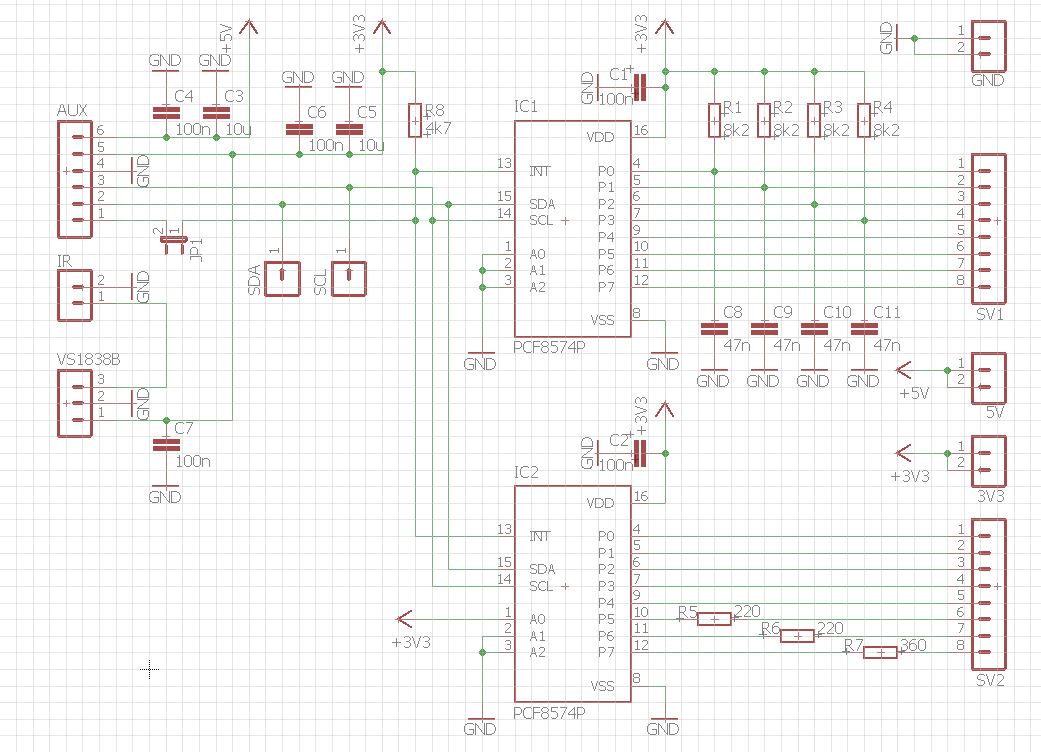 +5V
+3V3
+3V3
GND
1
2
GND
GND
GND
C4
C3
100n
10u
GND
GND
C6
C5
100n
10u
R8
4k7
GND
C1
100n
R1
8k2
R2
8k2
R3
8k2
R4
8k2
AUX
6
5
4
3
2
1
GND
2
1
JP1
1
SDA
1
SCL
IC1
VDD
16
13
INT
15
SDA
14
SCL
1
A0
2
A1
3
A2
P0
4
P1
5
P2
6
P3
7
P4
9
P5
10
P6
11
P7
12
VSS
8
PCF8574P
GND
GND
1
2
3
4
5
6
7
8
SV1
IR
2
1
GND
C8
47n
C9
47n
C10
47n
C11
47n
GND
GND
GND
GND
VS1838B
3
2
1
GND
C7
100n
GND
+5V
1
2
5V
+3V3
GND
C2
100n
+3V3
1
2
3V3
IC2
VDD
16
13
INT
15
SDA
14
SCL
1
A0
2
A1
3
A2
P0
4
P1
5
P2
6
P3
7
P4
9
P5
10
P6
11
P7
12
VSS
8
PCF8574P
+3V3
GND
GND
R5
220
R6
220
R7
360
1
2
3
4
5
6
7
8
SV2